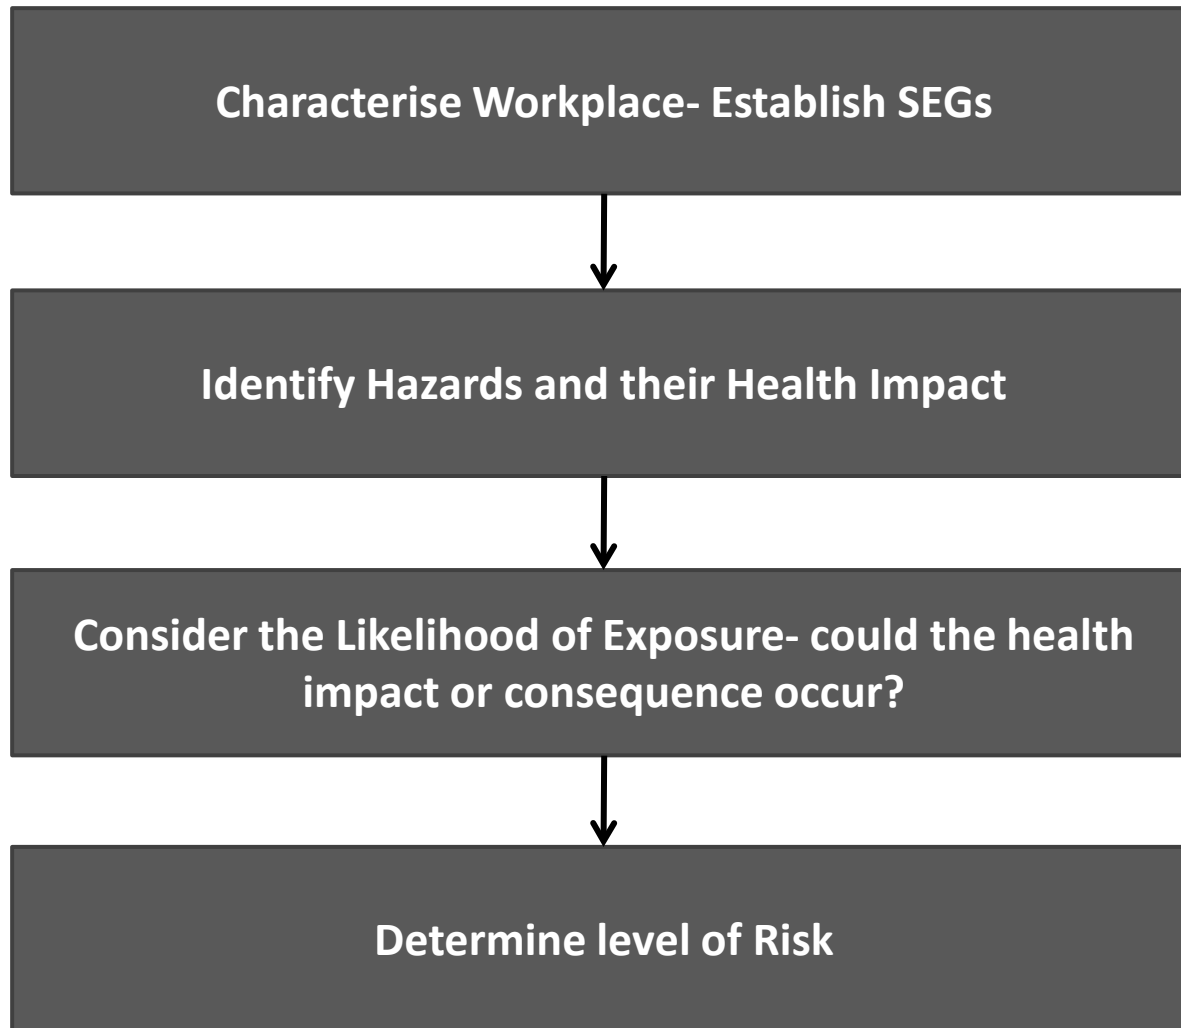 Characterise Workplace- Establish SEGs
Identify Hazards and their Health Impact
Consider the Likelihood of Exposure- could the health
impact or consequence occur?
Determine level of Risk